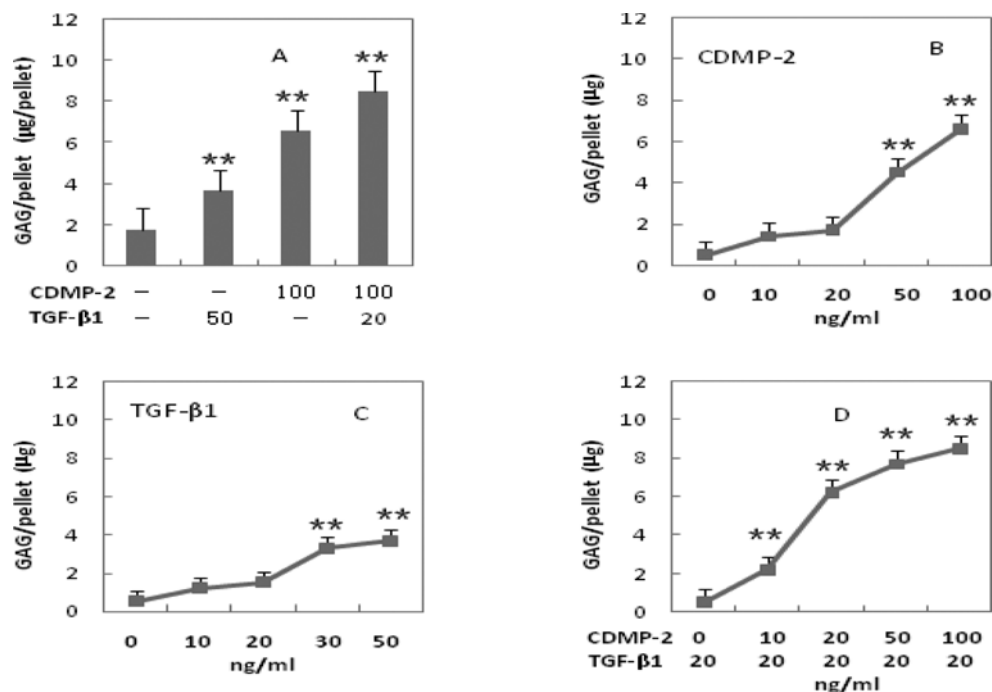 A
GAG/pellet (µg/pellet)
12
10
8
6
4
2
0
**
**
**
CDMP-2 – – 100 100
TGF-β1 – 50 – 20
B
CDMP-2
GAG/pellet (µg)
12
10
8
6
4
2
0
**
**
0 10 20 50 100
ng/ml
TGF-β1
C
GAG/pellet (µg)
12
10
8
6
4
2
0
**
**
0 10 20 30 50
ng/ml
D
GAG/pellet (µg)
12
10
8
6
4
2
0
**
**
**
**
CDMP-2 0 10 20 50 100
TGF-β1 20 20 20 20 20
ng/ml